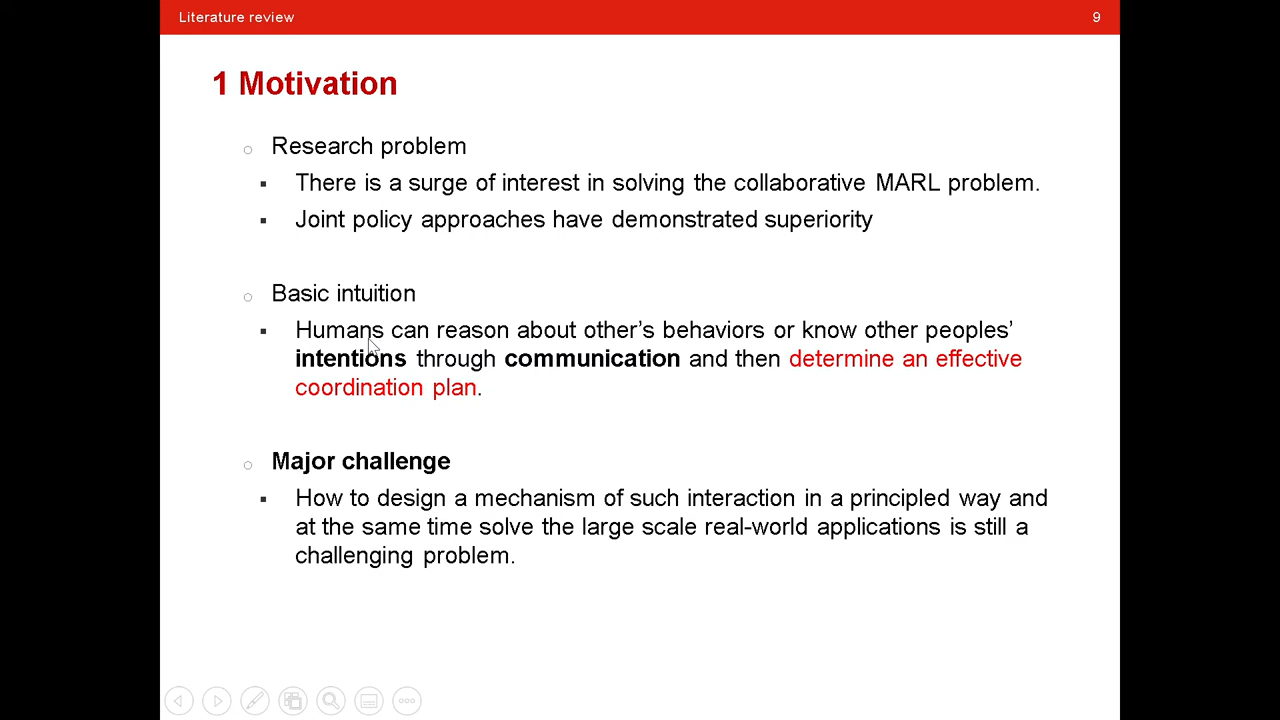 Literature review
9
1 Motivation
Research problem
There is a surge of interest in solving the collaborative MARL problem.
Joint policy approaches have demonstrated superiority
Basic intuition
Humans can reason about other’s behaviors or know other peoples’
intentions through communication and then determine an effective
coordination plan.
Major challenge
How to design a mechanism of such interaction in a principled way and
at the same time solve the large scale real-world applications is still a
challenging problem.